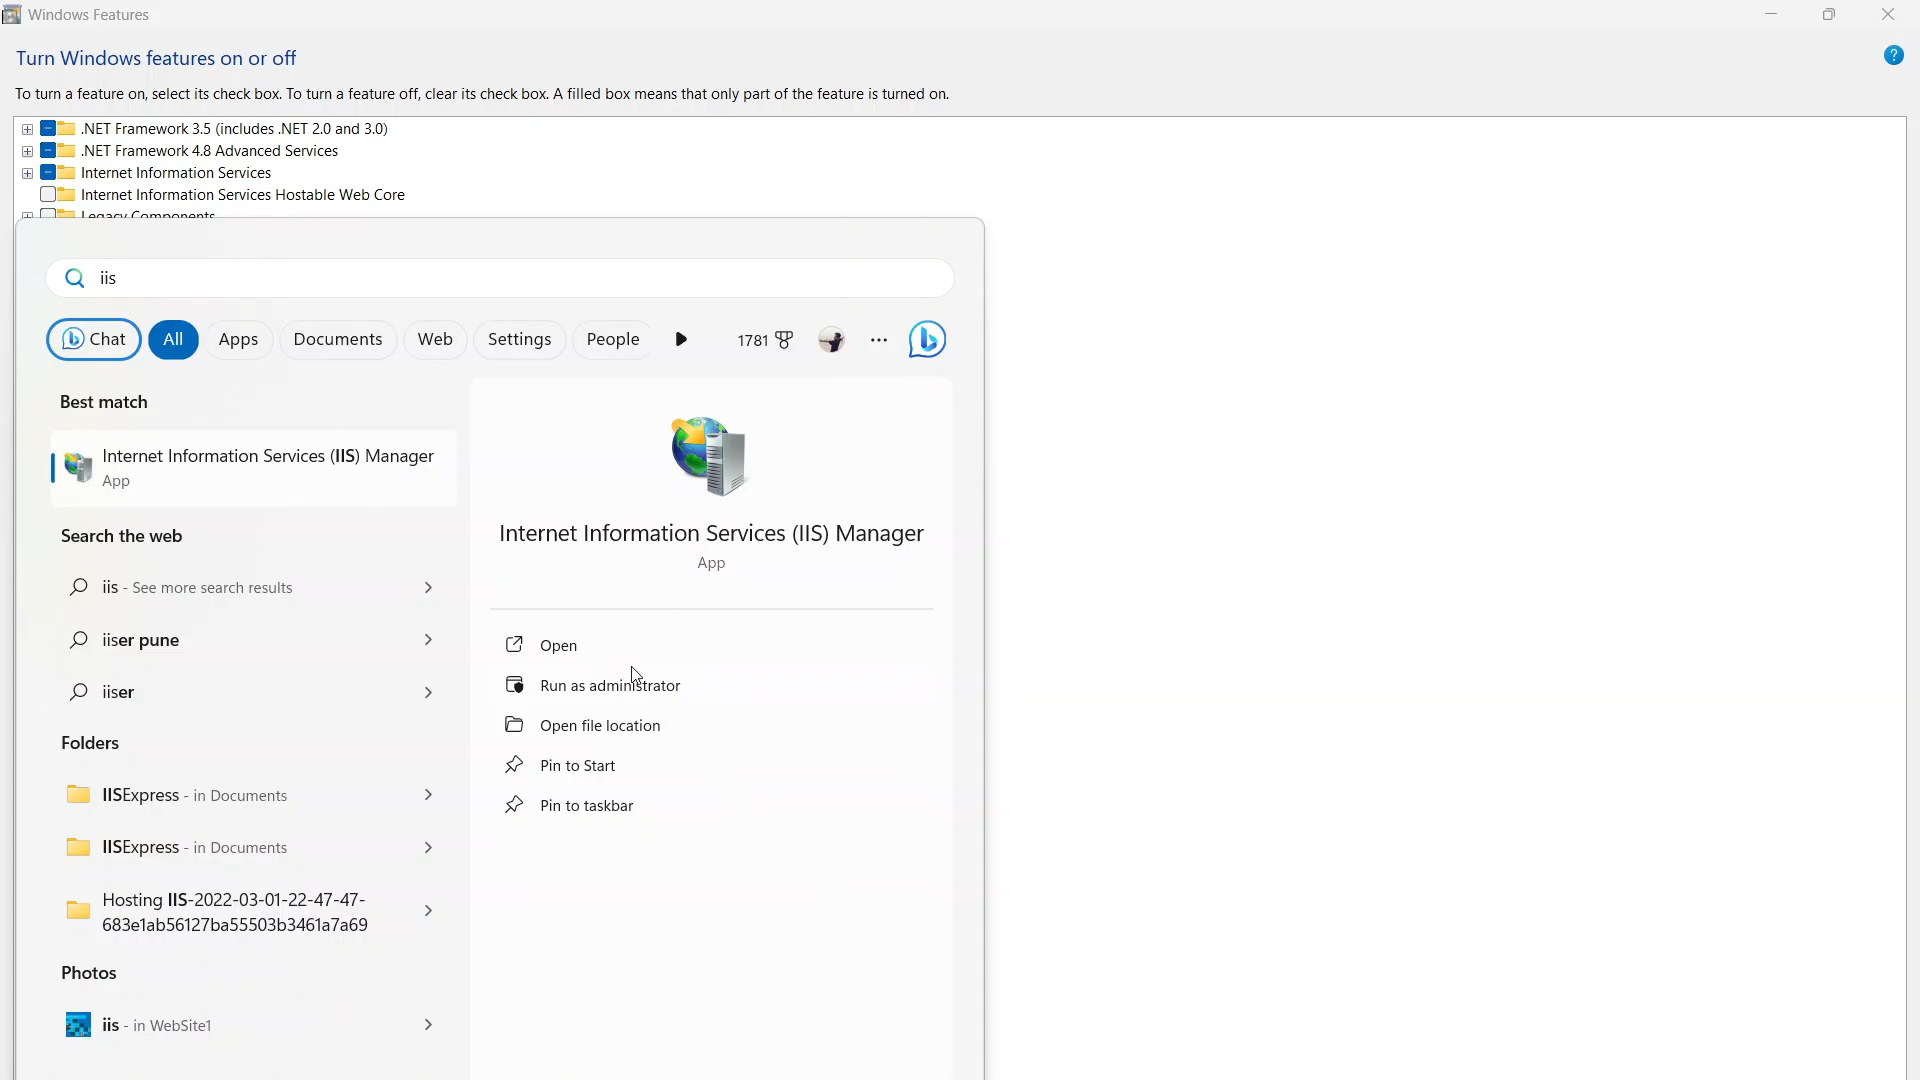 Windows Features
Turn Windows features on or off
?
To turn a feature on, select its check box. To turn a feature off, clear its check box. A filled box means that only part of the feature is turned on.
.NET Framework 3.5 (includes .NET 2.0 and 3.0)
.NET Framework 4.8 Advanced Services
Internet Information Services
Internet Information Services Hostable Web Core
Legacy Components
iis
Chat
All
Apps
Documents
Web
Settings
People
1781
Best match
Internet Information Services (IIS) Manager
App
Search the web
iis - See more search results
iiser pune
iiser
Folders
IISExpress - in Documents
IISExpress - in Documents
Hosting IIS-2022-03-01-22-47-47-
683e1ab56127ba55503b3461a7a69
Photos
iis - in WebSite1
Internet Information Services (IIS) Manager
App
Open
Run as administrator
Open file location
Pin to Start
Pin to taskbar